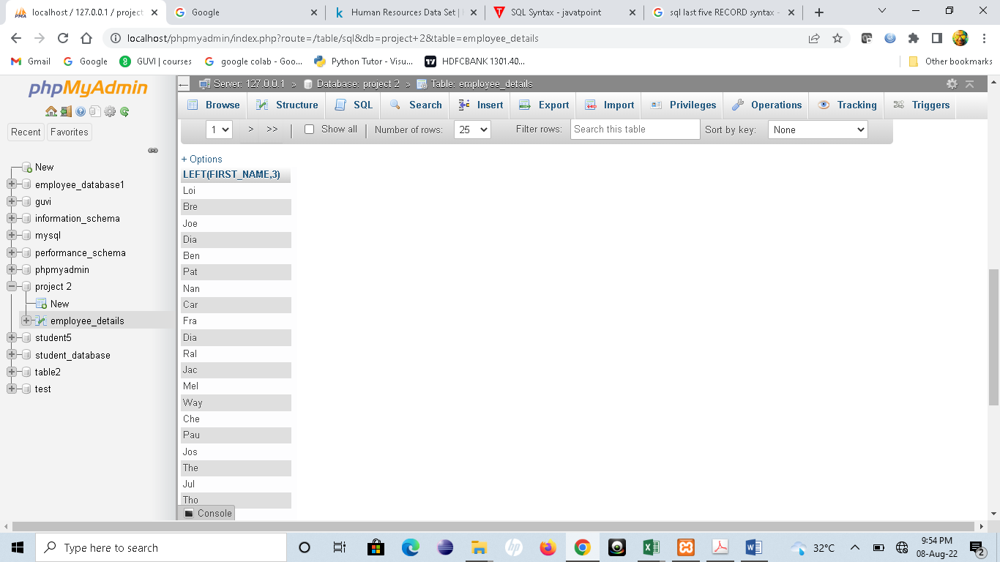 localhost / 127.0.0.1 / project
Google
Human Resources Data Set |
SQL Syntax - javatpoint
sql last five RECORD syntax -
localhost/phpmyadmin/index.php?route=/table/sql&db=project+2&table=employee_details
Gmail
Google
GUVI | courses
google colab - Goo...
Python Tutor - Visu...
HDFCBANK 1301.40...
Other bookmarks
phpMyAdmin
Recent
Favorites
New
employee_database1
guvi
information_schema
mysql
performance_schema
phpmyadmin
project 2
New
employee_details
student5
student_database
table2
test
Server: 127.0.0.1 » Database: project 2 » Table: employee_details
Browse
Structure
SQL
Search
Insert
Export
Import
Privileges
Operations
Tracking
Triggers
1
>
>>
Show all
Number of rows:
25
Filter rows:
Search this table
Sort by key:
None
+ Options
LEFT(FIRST_NAME,3)
Loi
Bre
Joe
Dia
Ben
Pat
Nan
Car
Fra
Dia
Ral
Jac
Mel
Way
Che
Pau
Jos
The
Jul
Tho
Console
Type here to search
32°C
9:54 PM
08-Aug-22
2